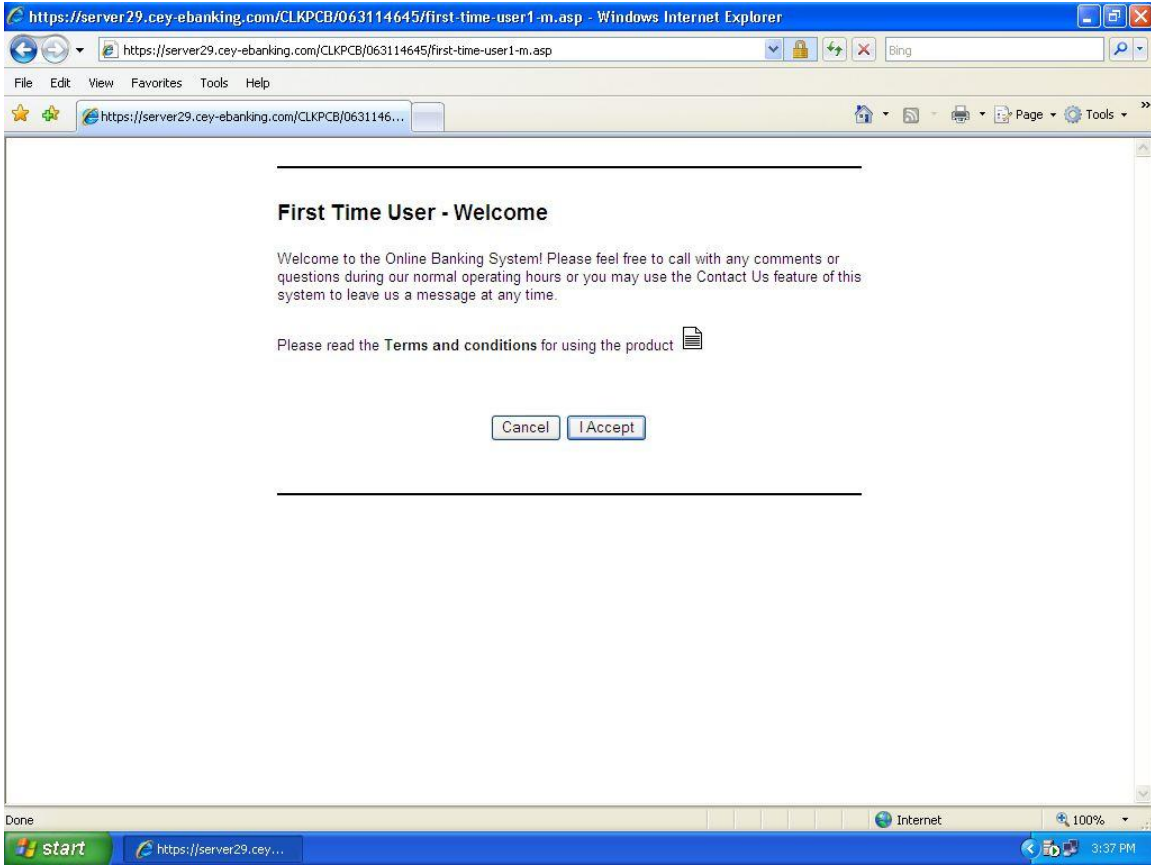 https://server29.cey-ebanking.com/CLKPCB/063114645/first-time-user1-m.asp - Windows Internet Explorer
https://server29.cey-ebanking.com/CLKPCB/063114645/first-time-user1-m.asp
Bing
File Edit View Favorites Tools Help
https://server29.cey-ebanking.com/CLKPCB/0631146...
Page Tools »
First Time User - Welcome
Welcome to the Online Banking System! Please feel free to call with any comments or
questions during our normal operating hours or you may use the Contact Us feature of this
system to leave us a message at any time.
Please read the Terms and conditions for using the product
Cancel I Accept
Done Internet 100%
start https://server29.cey... 3:37 PM